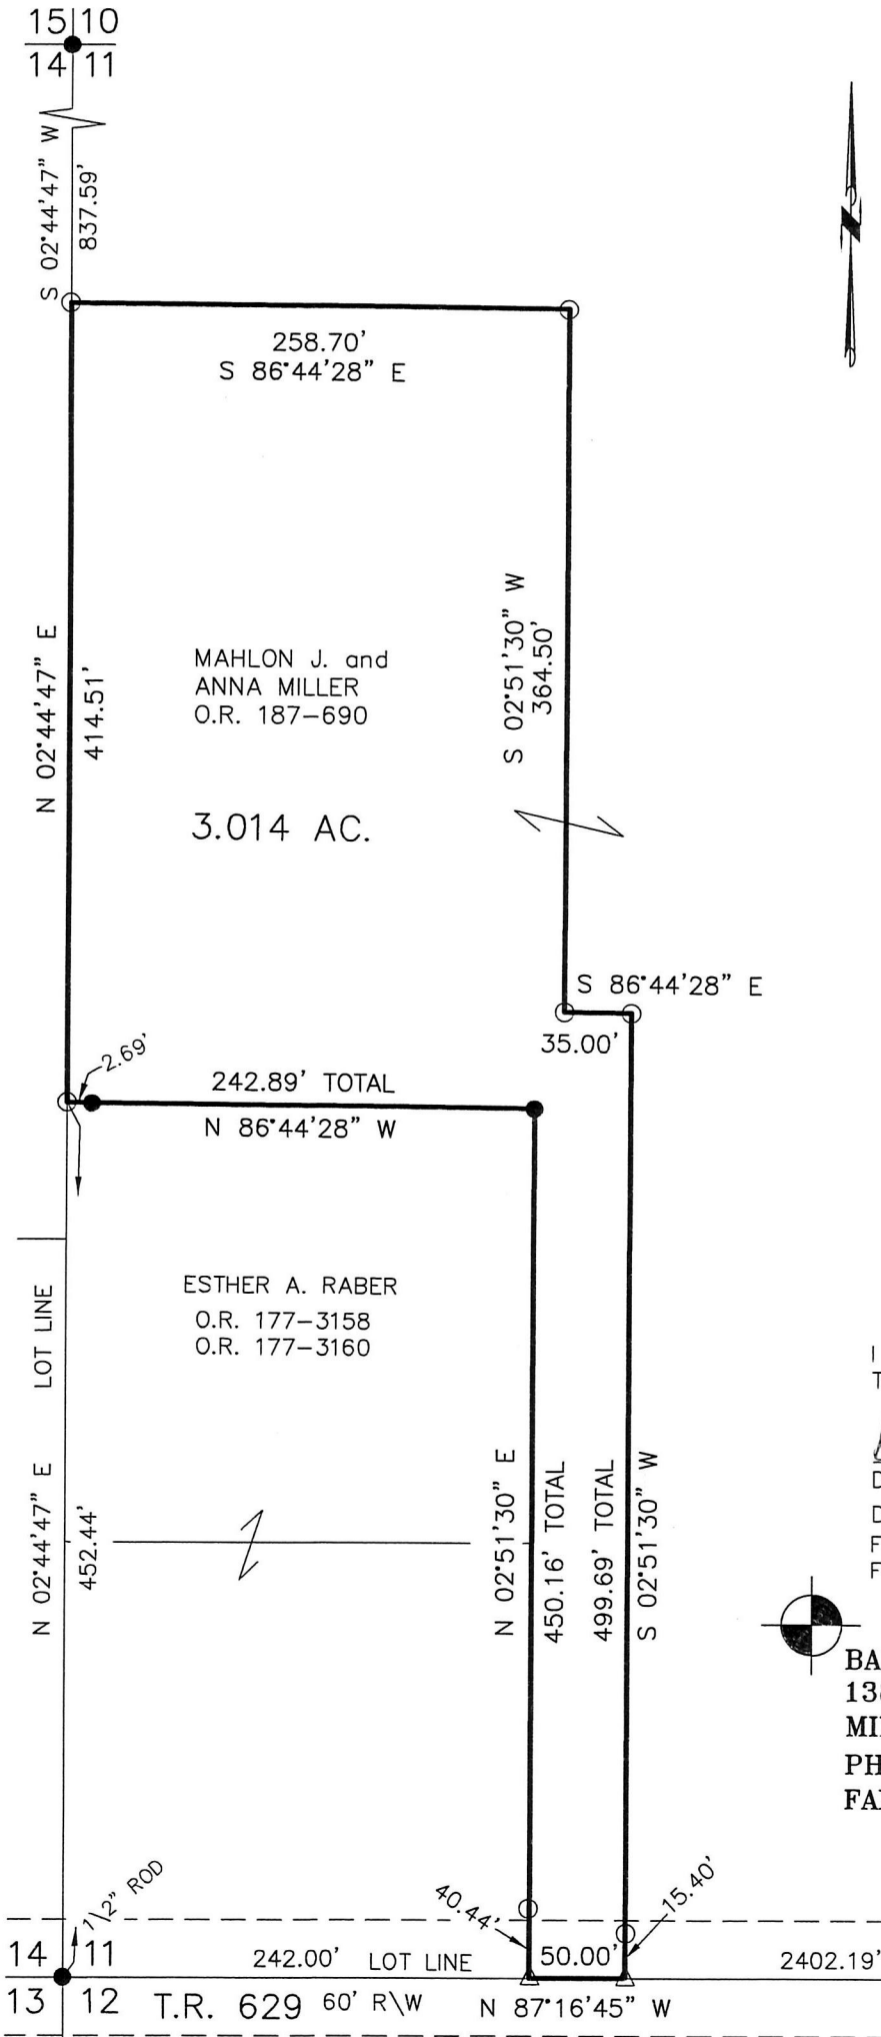 15 10
14 11
S 02°44'47" W
837.59'
258.70'
S 86°44'28" E
N 02°44'47" E
414.51'
MAHLON J. and
ANNA MILLER
O.R. 187-690
3.014 AC.
S 02°51'30" W
364.50'
S 86°44'28" E
35.00'
2.69'
242.89' TOTAL
N 86°44'28" W
ESTHER A. RABER
O.R. 177-3158
O.R. 177-3160
LOT LINE
N 02°44'47" E
452.44'
N 02°51'30" E
450.16' TOTAL
499.69' TOTAL
S 02°51'30" W
BA
13
MI
PH
FA
1/2" ROD
40.44'
15.40'
14 11
242.00' LOT LINE
50.00'
2402.19'
13 12
T.R. 629 60' R\W
N 87°16'45" W